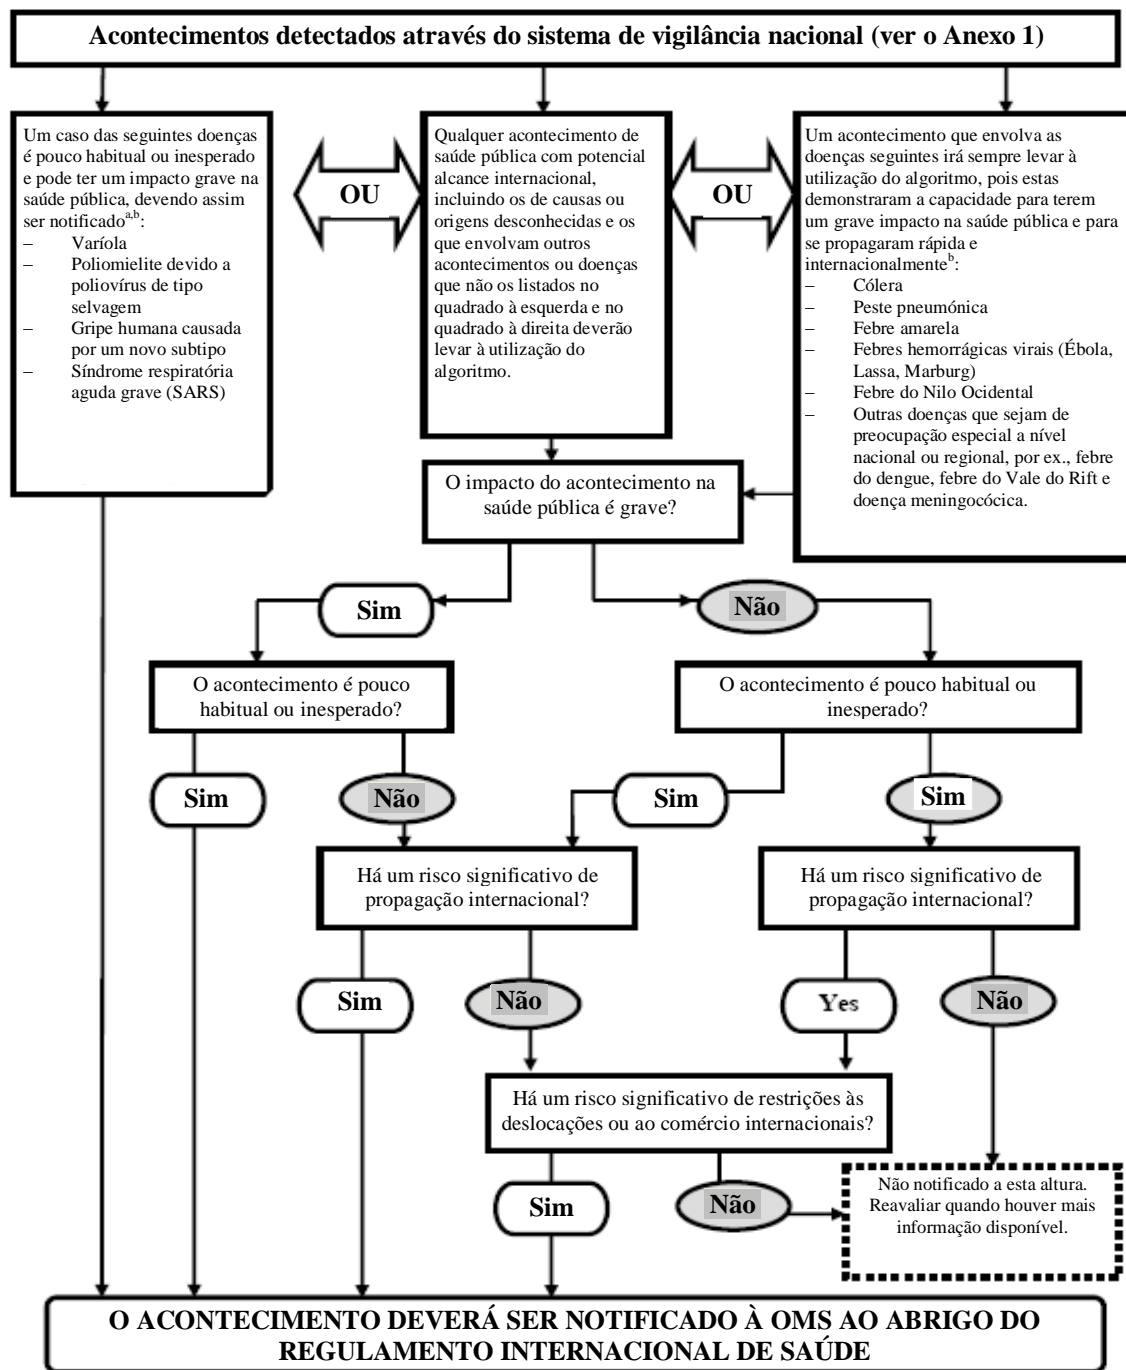 Acontecimentos detectados através do sistema de vigilância nacional (ver o Anexo 1)
Um caso das seguintes doenças
é pouco habitual ou inesperado
e pode ter um impacto grave na
saúde pública, devendo assim
ser notificado^a,b:
– Varíola
– Poliomielite devido a
poliovírus de tipo
selvagem
– Gripe humana causada
por um novo subtipo
– Síndrome respiratória
aguda grave (SARS)
OU
Qualquer acontecimento de
saúde pública com potencial
alcance internacional,
incluindo os de causas ou
origens desconhecidas e os
que envolvam outros
acontecimentos ou doenças
que não os listados no
quadrado à esquerda e no
quadrado à direita deverão
levar à utilização do
algoritmo.
OU
Um acontecimento que envolva as
doenças seguintes irá sempre levar à
utilização do algoritmo, pois estas
demonstraram a capacidade para terem
um grave impacto na saúde pública e para
se propagaram rápida e
internacionalmente^b:
– Cólera
– Peste pneumónica
– Febre amarela
– Febres hemorrágicas virais (Ébola,
Lassa, Marburg)
– Febre do Nilo Ocidental
– Outras doenças que sejam de
preocupação especial a nível
nacional ou regional, por ex., febre
do dengue, febre do Vale do Rift e
doença meningocócica.
O impacto do acontecimento na
saúde pública é grave?
Sim
Não
O acontecimento é pouco
habitual ou inesperado?
O acontecimento é pouco habitual ou
inesperado?
Sim
Não
Sim
Sim
Há um risco significativo de
propagação internacional?
Há um risco significativo de
propagação internacional?
Sim
Não
Yes
Não
Há um risco significativo de restrições às
deslocações ou ao comércio internacionais?
Sim
Não
Não notificado a esta altura.
Reavaliar quando houver mais
informação disponível.
O ACONTECIMENTO DEVERÁ SER NOTIFICADO À OMS AO ABRIGO DO
REGULAMENTO INTERNACIONAL DE SAÚDE